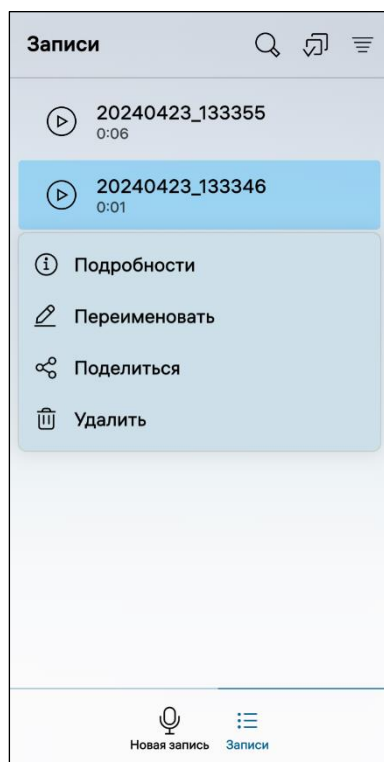 Записи
20240423_133355
0:06
20240423_133346
0:01
Подробности
Переименовать
Поделиться
Удалить
Новая запись
Записи